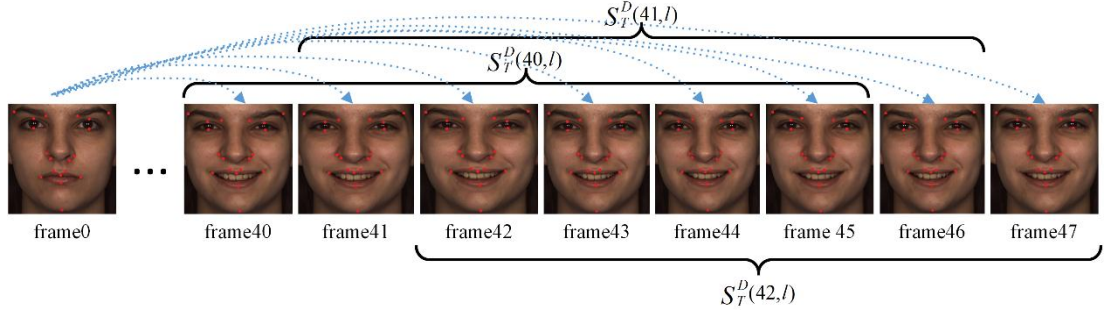 S_T^D(41,l)
S_T^D(40,l)
...
frame0 frame40 frame41 frame42 frame43 frame44 frame 45 frame46 frame47
S_T^D(42,l)